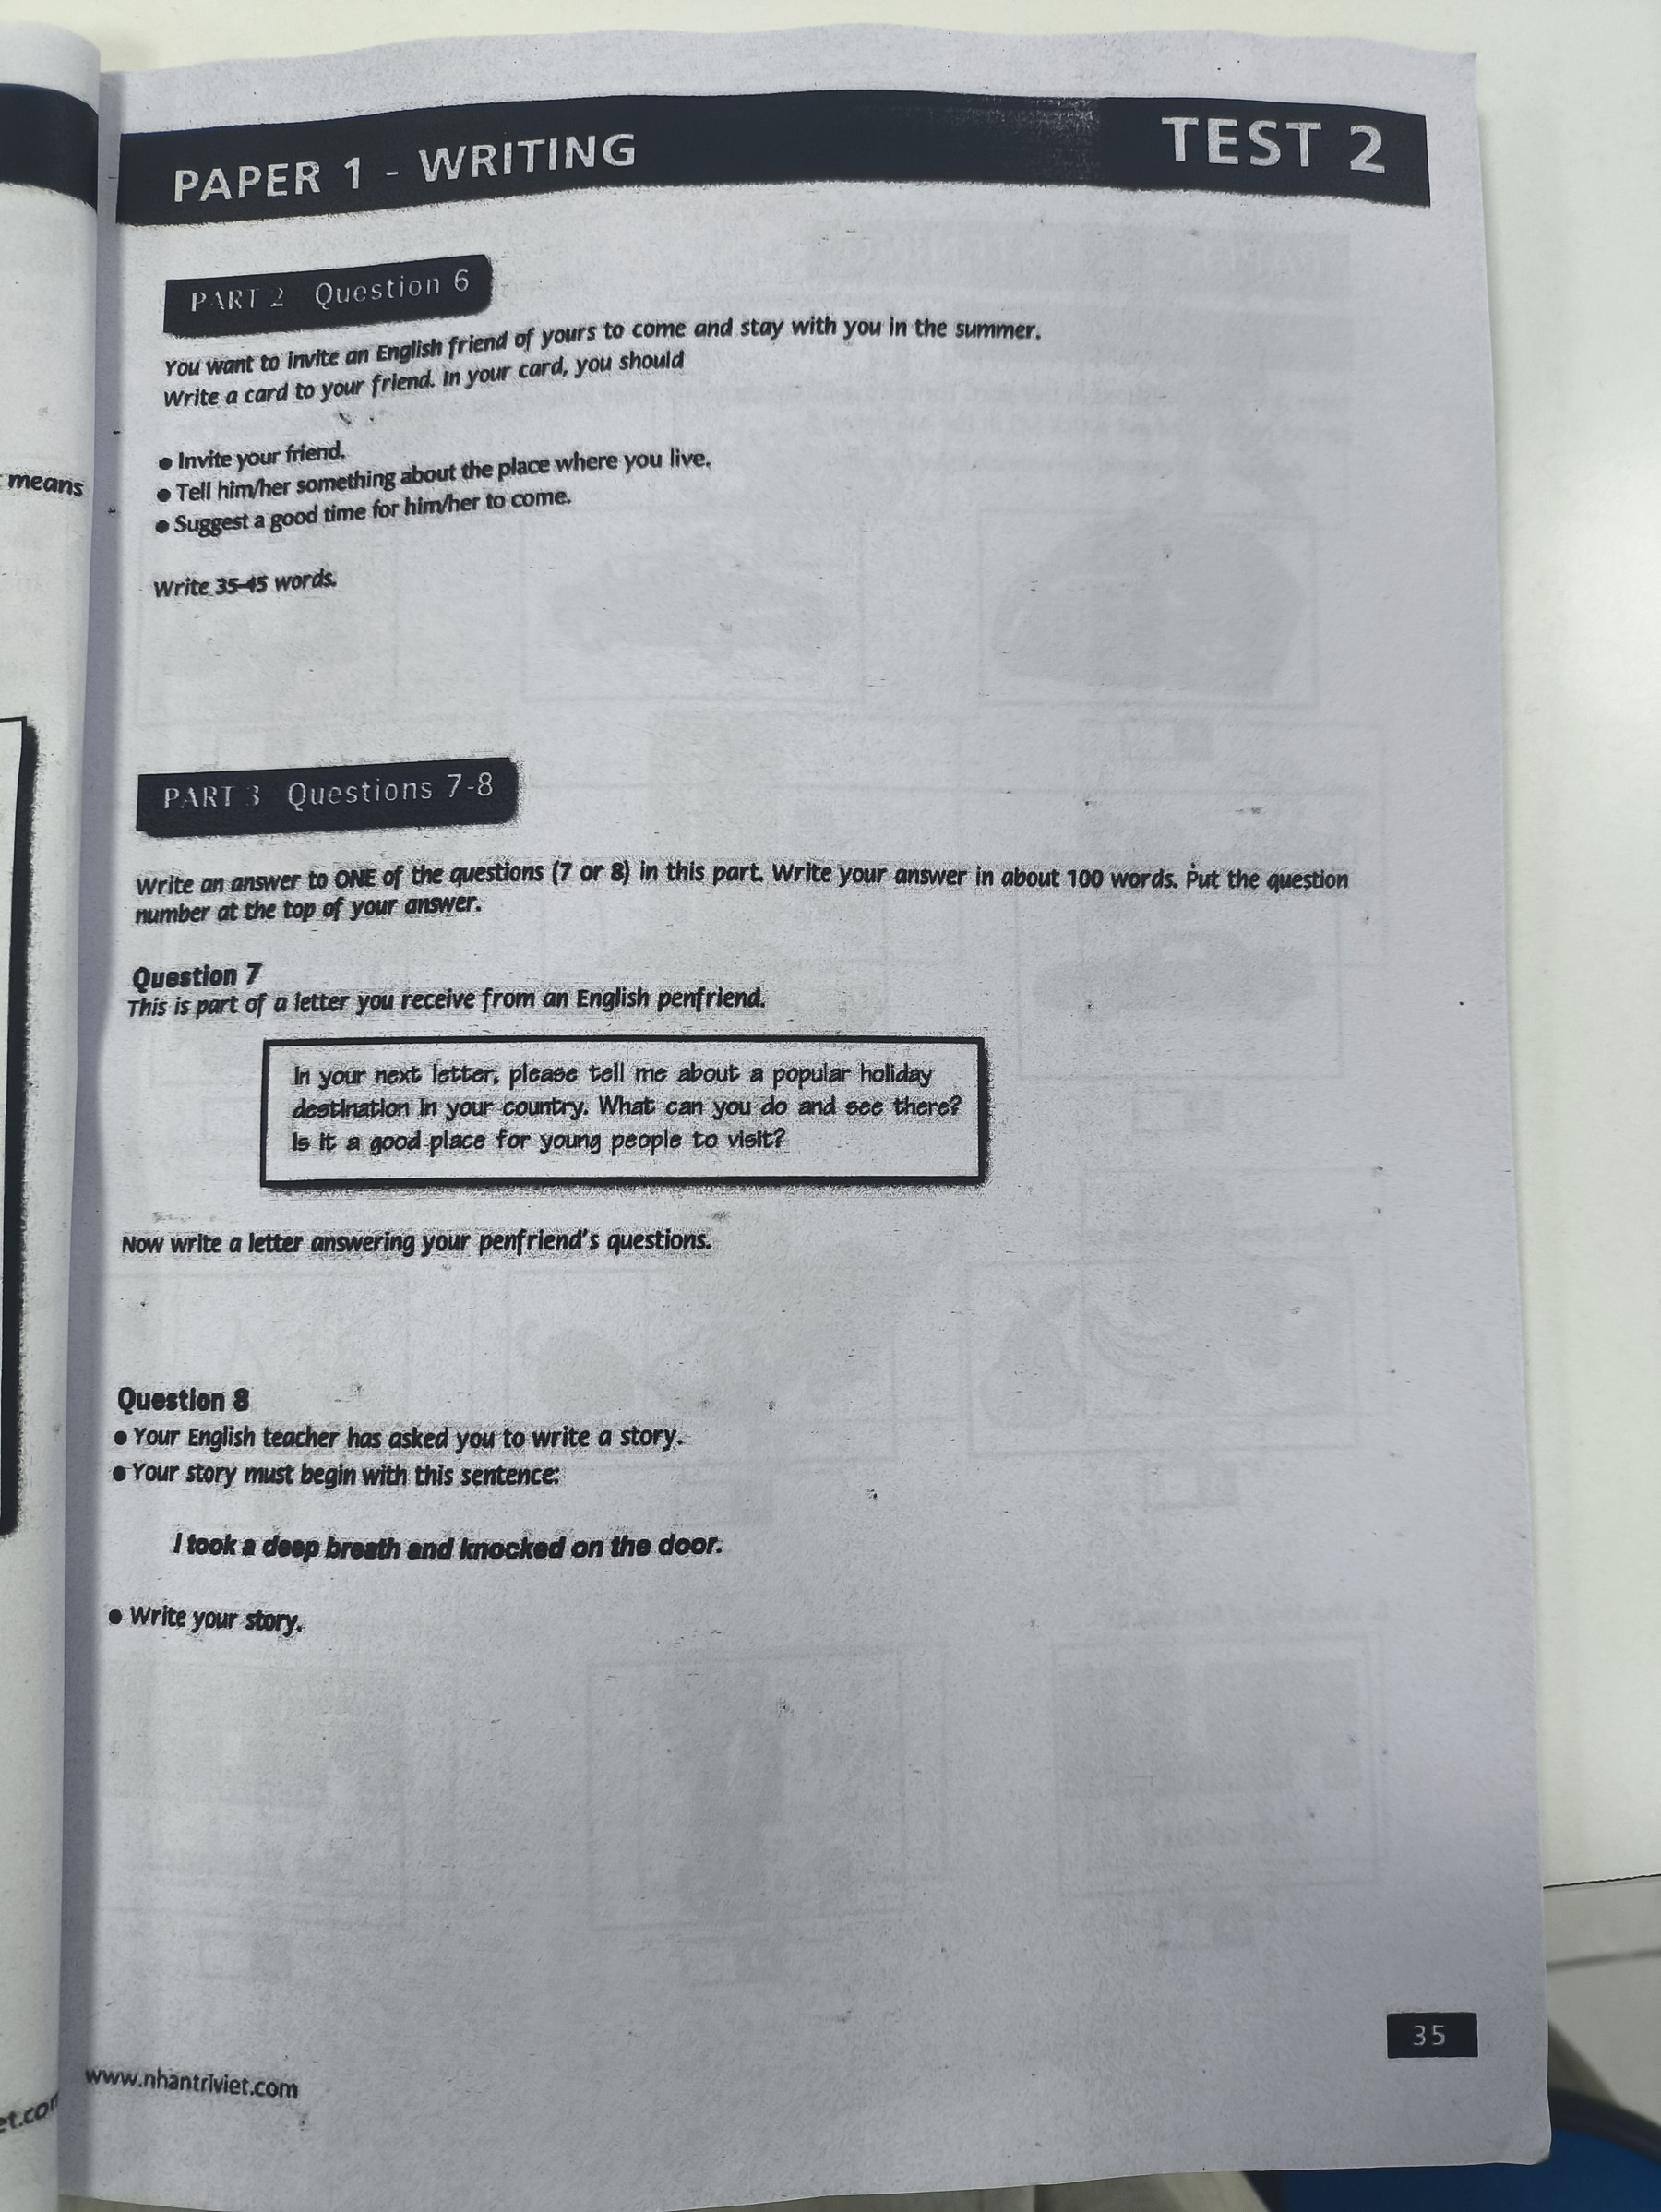 PAPER 1 - WRITING
TEST 2
PART 2 Question 6
You want to invite an English friend of yours to come and stay with you in the summer.
Write a card to your friend. In your card, you should
● Invite your friend.
● Tell him/her something about the place where you live.
● Suggest a good time for him/her to come.
Write 35-45 words.
means
PART 3 Questions 7-8
Write an answer to ONE of the questions (7 or 8) in this part. Write your answer in about 100 words. Put the question
number at the top of your answer.
Question 7
This is part of a letter you receive from an English penfriend.
In your next letter, please tell me about a popular holiday
destination in your country. What can you do and see there?
Is it a good place for young people to visit?
Now write a letter answering your penfriend's questions.
Question 8
● Your English teacher has asked you to write a story.
● Your story must begin with this sentence:
I took a deep breath and knocked on the door.
● Write your story.
35
www.nhantriviet.com
et.com